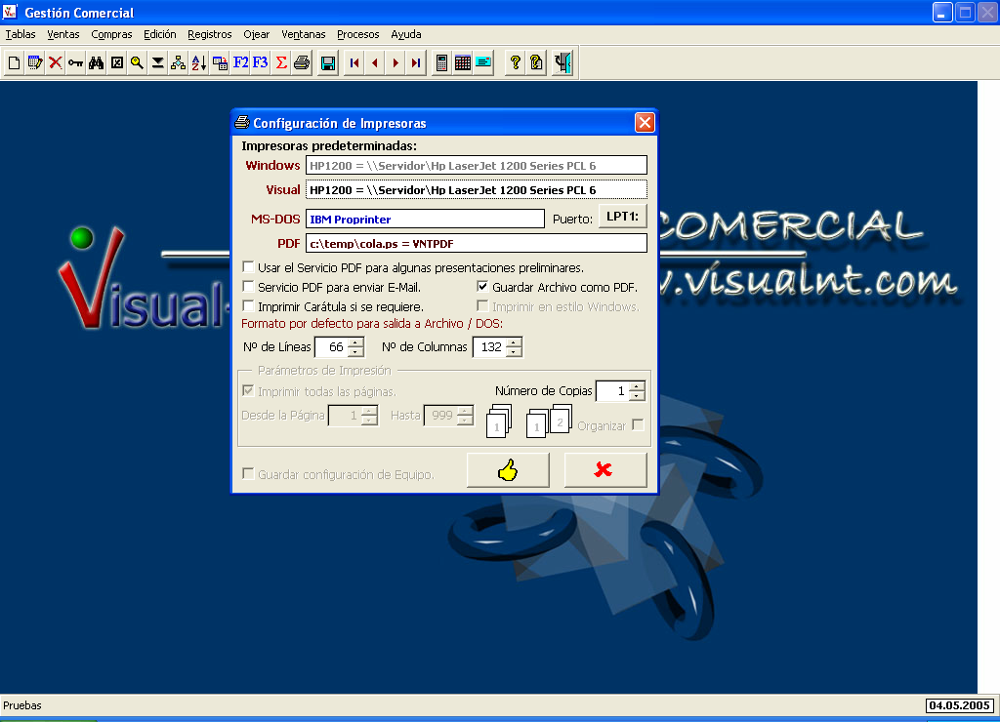 Gestión Comercial
Tablas Ventas Compras Edición Registros Ojear Ventanas Procesos Ayuda
F2 F3 Σ
Configuración de Impresoras
Impresoras predeterminadas:
Windows HP1200 = \\Servidor\Hp LaserJet 1200 Series PCL 6
Visual HP1200 = \\Servidor\Hp LaserJet 1200 Series PCL 6
MS-DOS IBM Proprinter Puerto: LPT1:
PDF c:\temp\cola.ps = VNTPDF
Usar el Servicio PDF para algunas presentaciones preliminares.
Servicio PDF para enviar E-Mail. Guardar Archivo como PDF.
Imprimir Carátula si se requiere. Imprimir en estilo Windows.
Formato por defecto para salida a Archivo / DOS:
Nº de Líneas 66 Nº de Columnas 132
Parámetros de Impresión
Imprimir todas las páginas. Número de Copias 1
Desde la Página 1 Hasta 999 1 1 2 Organizar
Guardar configuración de Equipo.
Visual-
COMERCIAL
.visualnt.com
Pruebas 04.05.2005